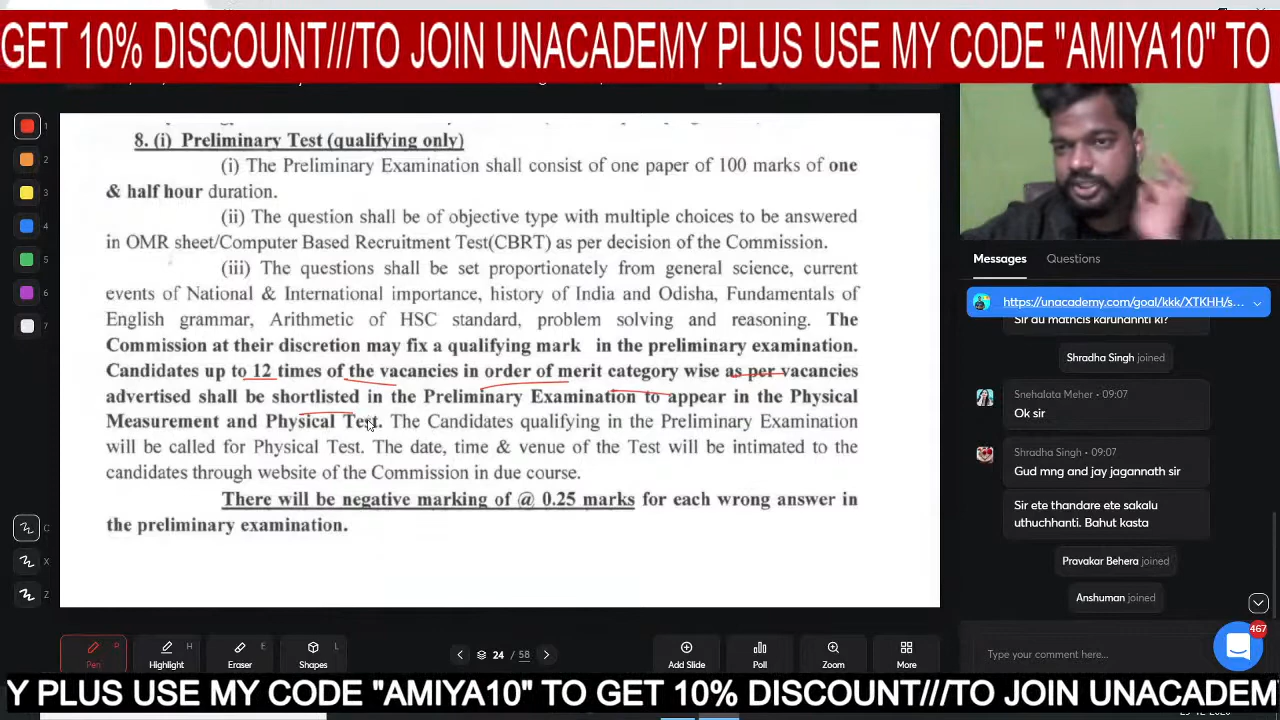 GET 10% DISCOUNT///TO JOIN UNACADEMY PLUS USE MY CODE "AMIYA10" TO
8. (i) Preliminary Test (qualifying only)
(i) The Preliminary Examination shall consist of one paper of 100 marks of one
& half hour duration.
(ii) The question shall be of objective type with multiple choices to be answered
in OMR sheet/Computer Based Recruitment Test(CBRT) as per decision of the Commission.
(iii) The questions shall be set proportionately from general science, current
events of National & International importance, history of India and Odisha, Fundamentals of
English grammar, Arithmetic of HSC standard, problem solving and reasoning. The
Commission at their discretion may fix a qualifying mark in the preliminary examination.
Candidates up to 12 times of the vacancies in order of merit category wise as per vacancies
advertised shall be shortlisted in the Preliminary Examination to appear in the Physical
Measurement and Physical Test. The Candidates qualifying in the Preliminary Examination
will be called for Physical Test. The date, time & venue of the Test will be intimated to the
candidates through website of the Commission in due course.
There will be negative marking of @ 0.25 marks for each wrong answer in
the preliminary examination.
1
2
3
4
5
6
7
C
X
Z
Messages Questions
https://unacademy.com/goal/kkk/XTKHH/s...
Sir au matncis karuhannti ki?
Shradha Singh joined
Snehalata Meher • 09:07
Ok sir
Shradha Singh • 09:07
Gud mng and jay jagannath sir
Sir ete thandare ete sakalu
uthuchhanti. Bahut kasta
Pravakar Behera joined
Anshuman joined
467
Type your comment here...
Pen P
Highlight H
Eraser E
Shapes L
24 / 58
Add Slide
Poll
Zoom
More
Y PLUS USE MY CODE "AMIYA10" TO GET 10% DISCOUNT///TO JOIN UNACADEM